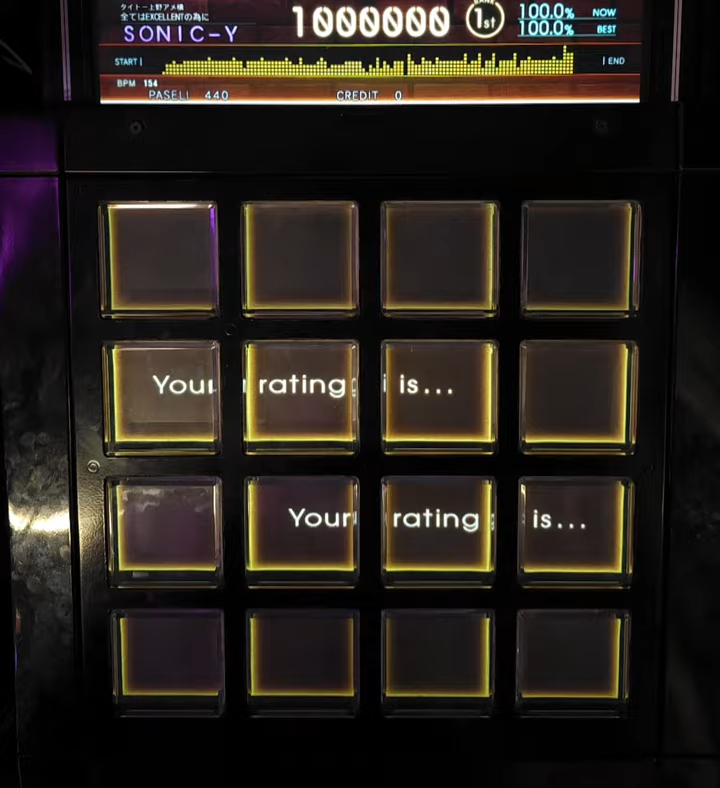 タイトー上野アメ横
全てはEXCELLENTの為に
SONIC-Y
1000000
RANK
1st
100.0% NOW
100.0% BEST
START
END
BPM 154
PASELI 440 CREDIT 0
Your rating is...
Your rating is...